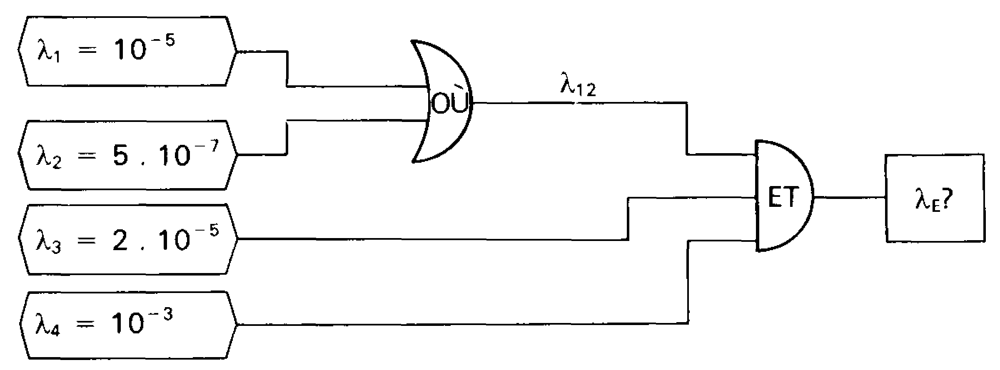 λ₁ = 10⁻⁵
OÙ
λ₁₂
λ₂ = 5 . 10⁻⁷
ET
λE?
λ₃ = 2 . 10⁻⁵
λ₄ = 10⁻³